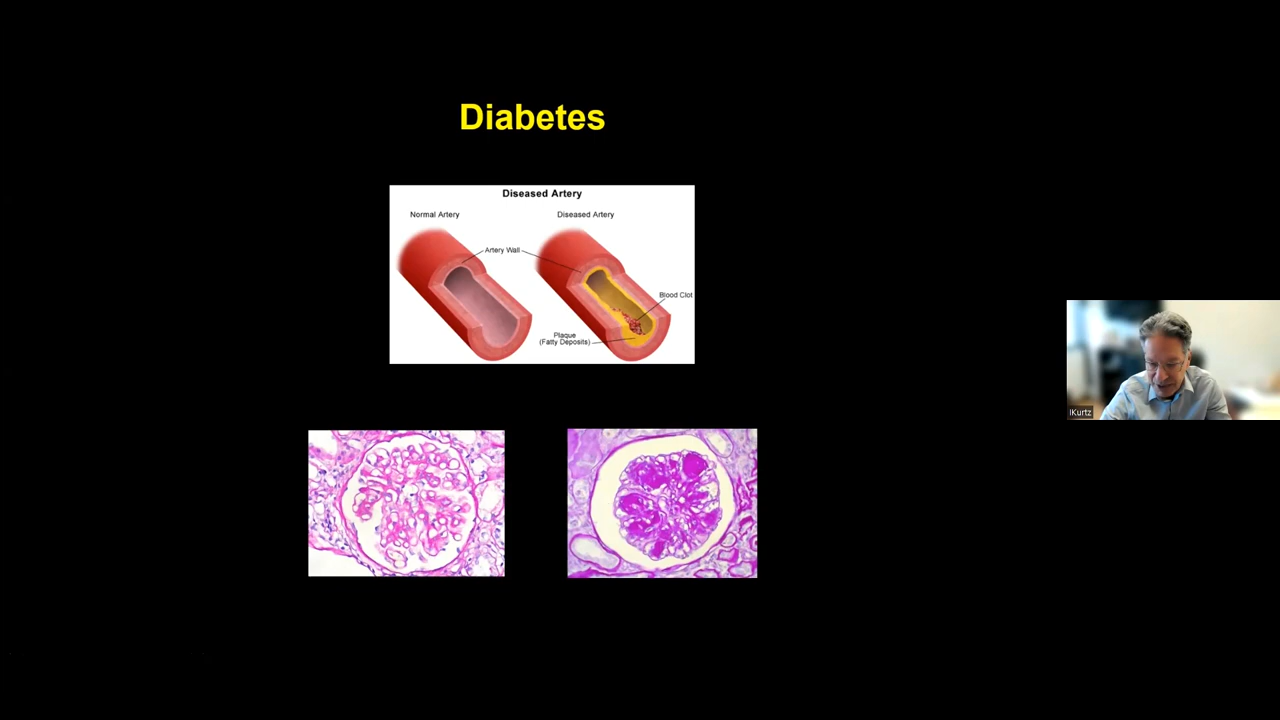 Diabetes
Diseased Artery
Normal Artery
Diseased Artery
Artery Wall
Blood Clot
Plaque
(Fatty Deposits)
IKurtz